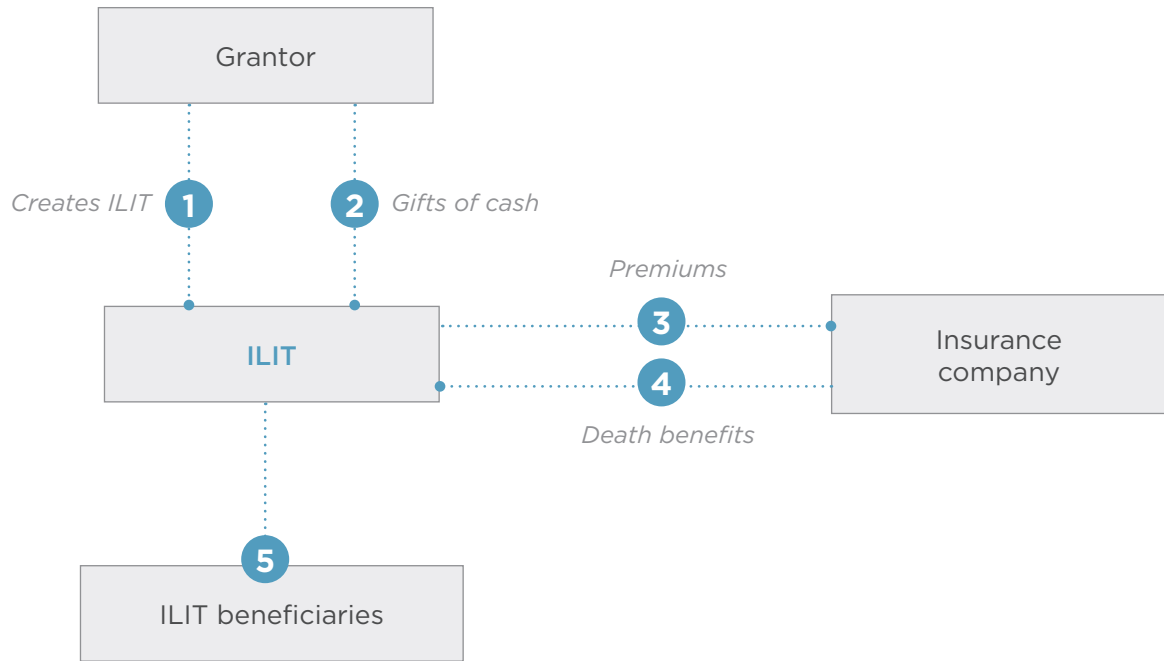 Grantor
Creates ILIT
1
2
Gifts of cash
Premiums
3
ILIT
Insurance
company
4
Death benefits
5
ILIT beneficiaries